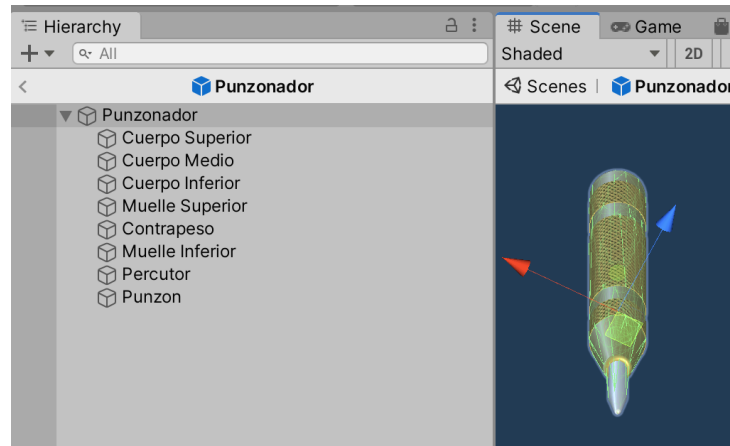 Hierarchy
All
Punzonador
Punzonador
Cuerpo Superior
Cuerpo Medio
Cuerpo Inferior
Muelle Superior
Contrapeso
Muelle Inferior
Percutor
Punzon
Scene
Game
Shaded
2D
Scenes
Punzonador